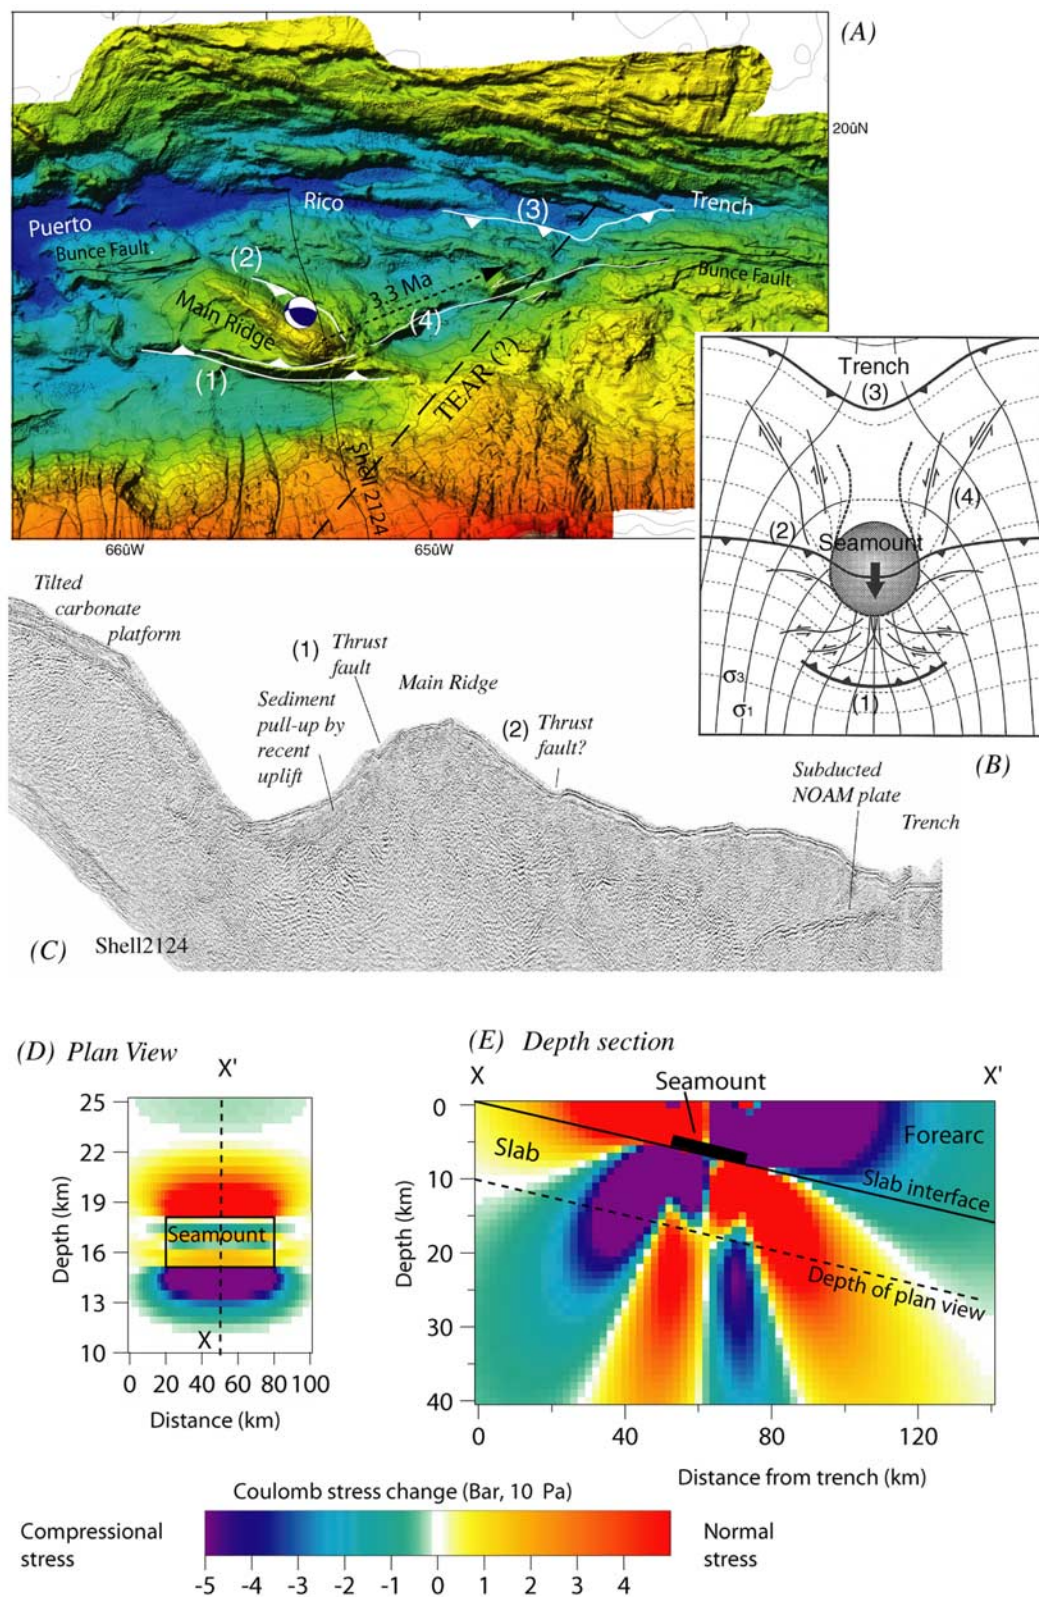 (A)
20ûN
Puerto
Rico
Trench
Bunce Fault
Bunce Fault
(3)
(2)
Main Ridge
3.3 Ma
(4)
(1)
TEAR (?)
Shell 2124
66ûW
65ûW
Trench
(3)
(2)
(4)
Seamount
σ3
σ1
(1)
(B)
Tilted
carbonate
platform
(1) Thrust
fault
Main Ridge
Sediment
pull-up by
recent
uplift
(2) Thrust
fault?
Subducted
NOAM plate
Trench
(C) Shell2124
(D) Plan View
X'
25
22
19
16
13
10
Depth (km)
Seamount
X
0 20 40 60 80 100
Distance (km)
(E) Depth section
X
X'
Seamount
0
10
20
30
40
Depth (km)
Slab
Forearc
Slab interface
Depth of plan view
0 40 80 120
Distance from trench (km)
Coulomb stress change (Bar, 10 Pa)
Compressional
stress
Normal
stress
-5 -4 -3 -2 -1 0 1 2 3 4